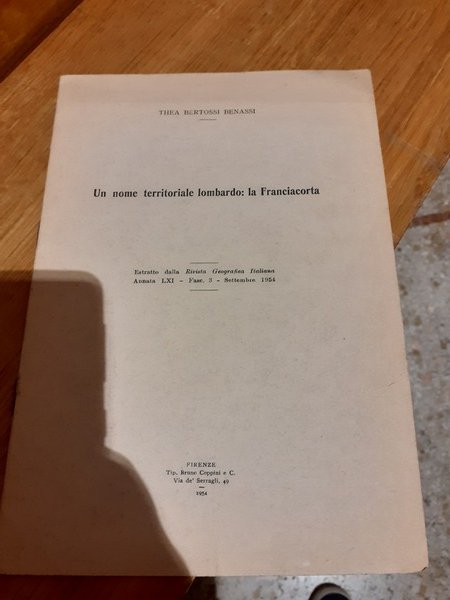 THEA BERTOSSI BENASSI
Un nome territoriale lombardo: la Franciacorta
Estratto dalla Rivista Geografica Italiana
Annata LXI - Fasc. 3 - Settembre 1954
FIRENZE
Tip. Bruno Coppini e C.
Via de' Serragli, 49
1954